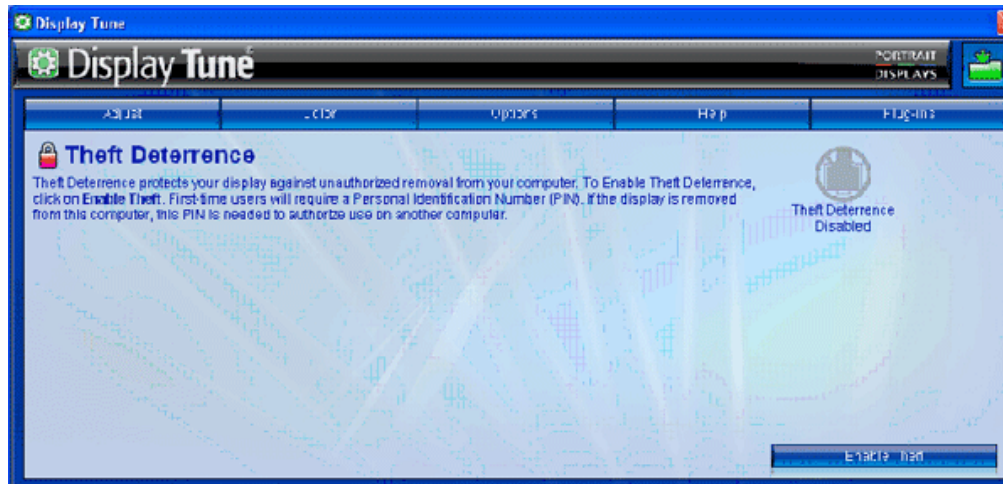 Display Tune
Display Tune
PORTRAIT
DISPLAYS
Adjust Color Options Help Plug-ins
Theft Deterrence
Theft Deterrence protects your display against unauthorized removal from your computer. To Enable Theft Deterrence,
click on Enable Theft. First-time users will require a Personal Identification Number (PIN). If the display is removed
from this computer, this PIN is needed to authorize use on another computer.
Theft Deterrence
Disabled
Enable Theft